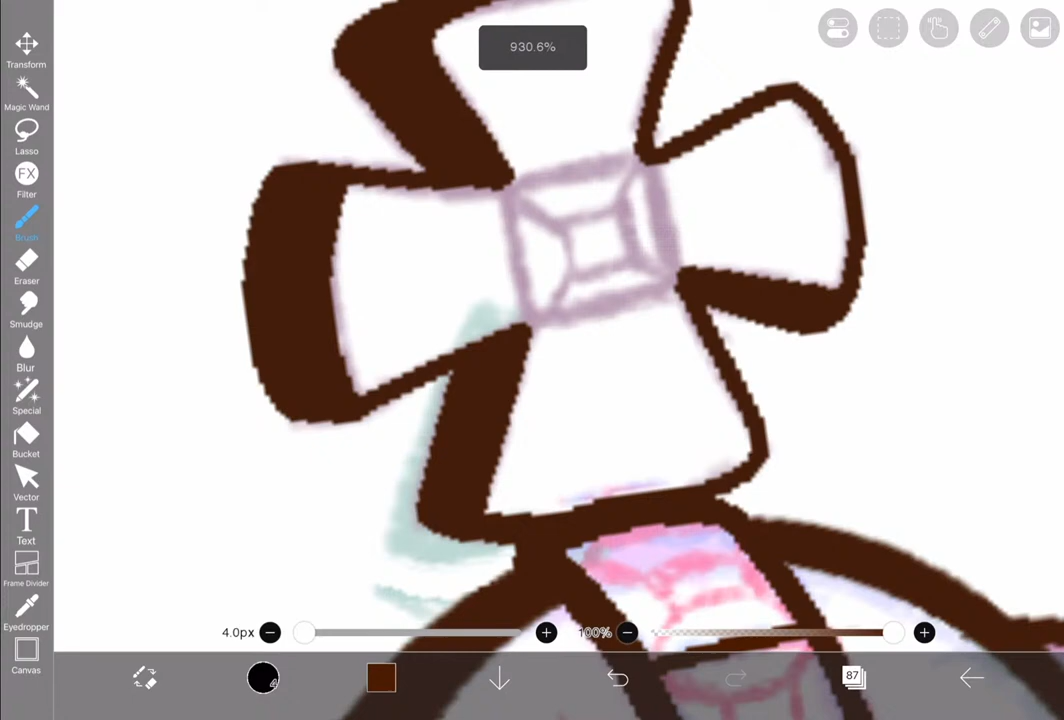 930.6%
Transform
Magic Wand
Lasso
FX
Filter
Brush
Eraser
Smudge
Blur
Special
Bucket
Vector
T
Text
Frame Divider
Eyedropper
Canvas
4.0px
100%
87